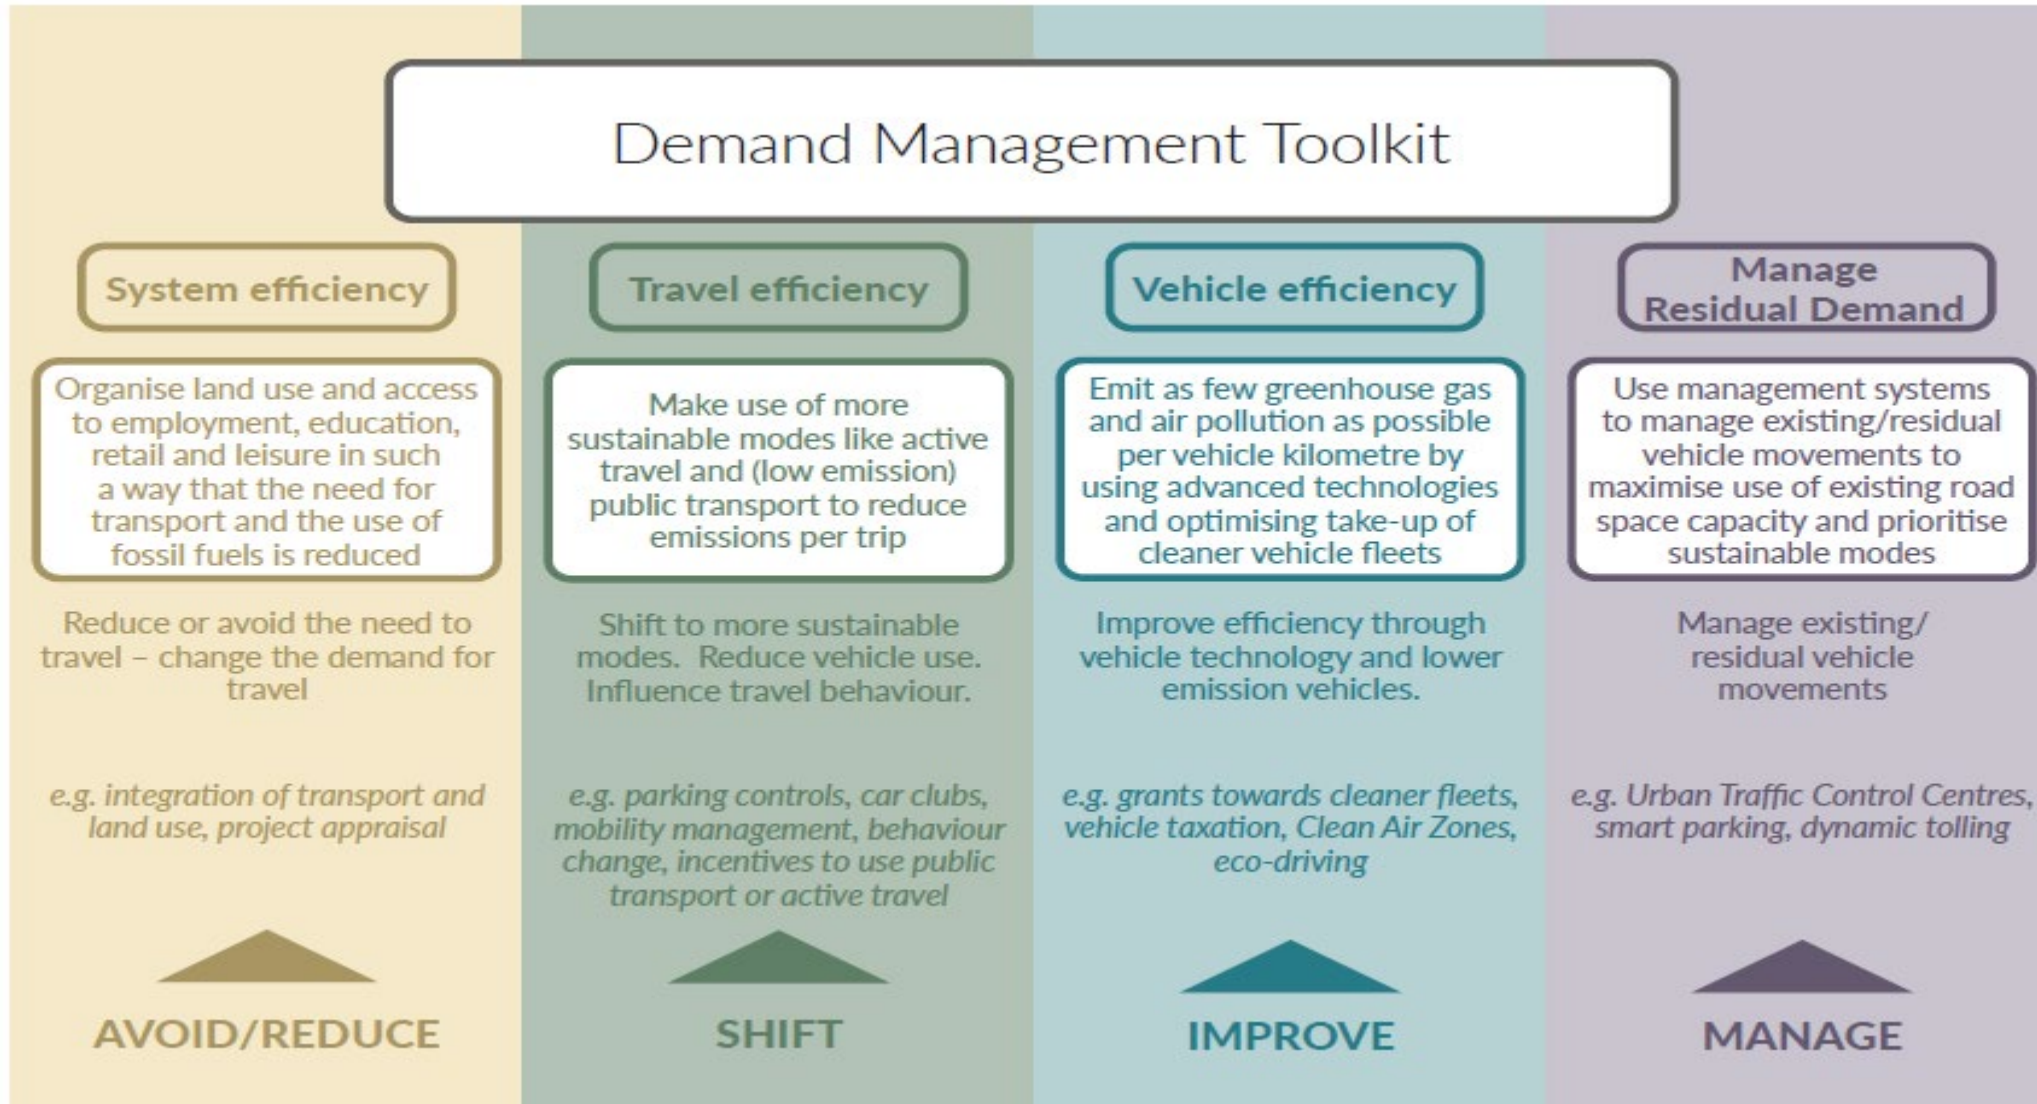 Demand Management Toolkit
System efficiency
Organise land use and access
to employment, education,
retail and leisure in such
a way that the need for
transport and the use of
fossil fuels is reduced
Reduce or avoid the need to
travel – change the demand for
travel
e.g. integration of transport and
land use, project appraisal
AVOID/REDUCE
Travel efficiency
Make use of more
sustainable modes like active
travel and (low emission)
public transport to reduce
emissions per trip
Shift to more sustainable
modes. Reduce vehicle use.
Influence travel behaviour.
e.g. parking controls, car clubs,
mobility management, behaviour
change, incentives to use public
transport or active travel
SHIFT
Vehicle efficiency
Emit as few greenhouse gas
and air pollution as possible
per vehicle kilometre by
using advanced technologies
and optimising take-up of
cleaner vehicle fleets
Improve efficiency through
vehicle technology and lower
emission vehicles.
e.g. grants towards cleaner fleets,
vehicle taxation, Clean Air Zones,
eco-driving
IMPROVE
Manage
Residual Demand
Use management systems
to manage existing/residual
vehicle movements to
maximise use of existing road
space capacity and prioritise
sustainable modes
Manage existing/
residual vehicle
movements
e.g. Urban Traffic Control Centres,
smart parking, dynamic tolling
MANAGE